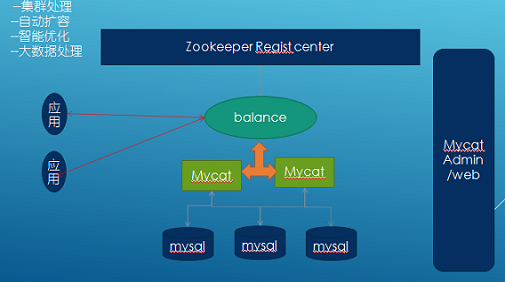 --集群处理
--自动扩容
--智能优化
--大数据处理
Zookeeper Regist center
应
用
balance
应
用
Mycat
Mycat
Mycat
Admin
/web
mysql
mysql
mysql